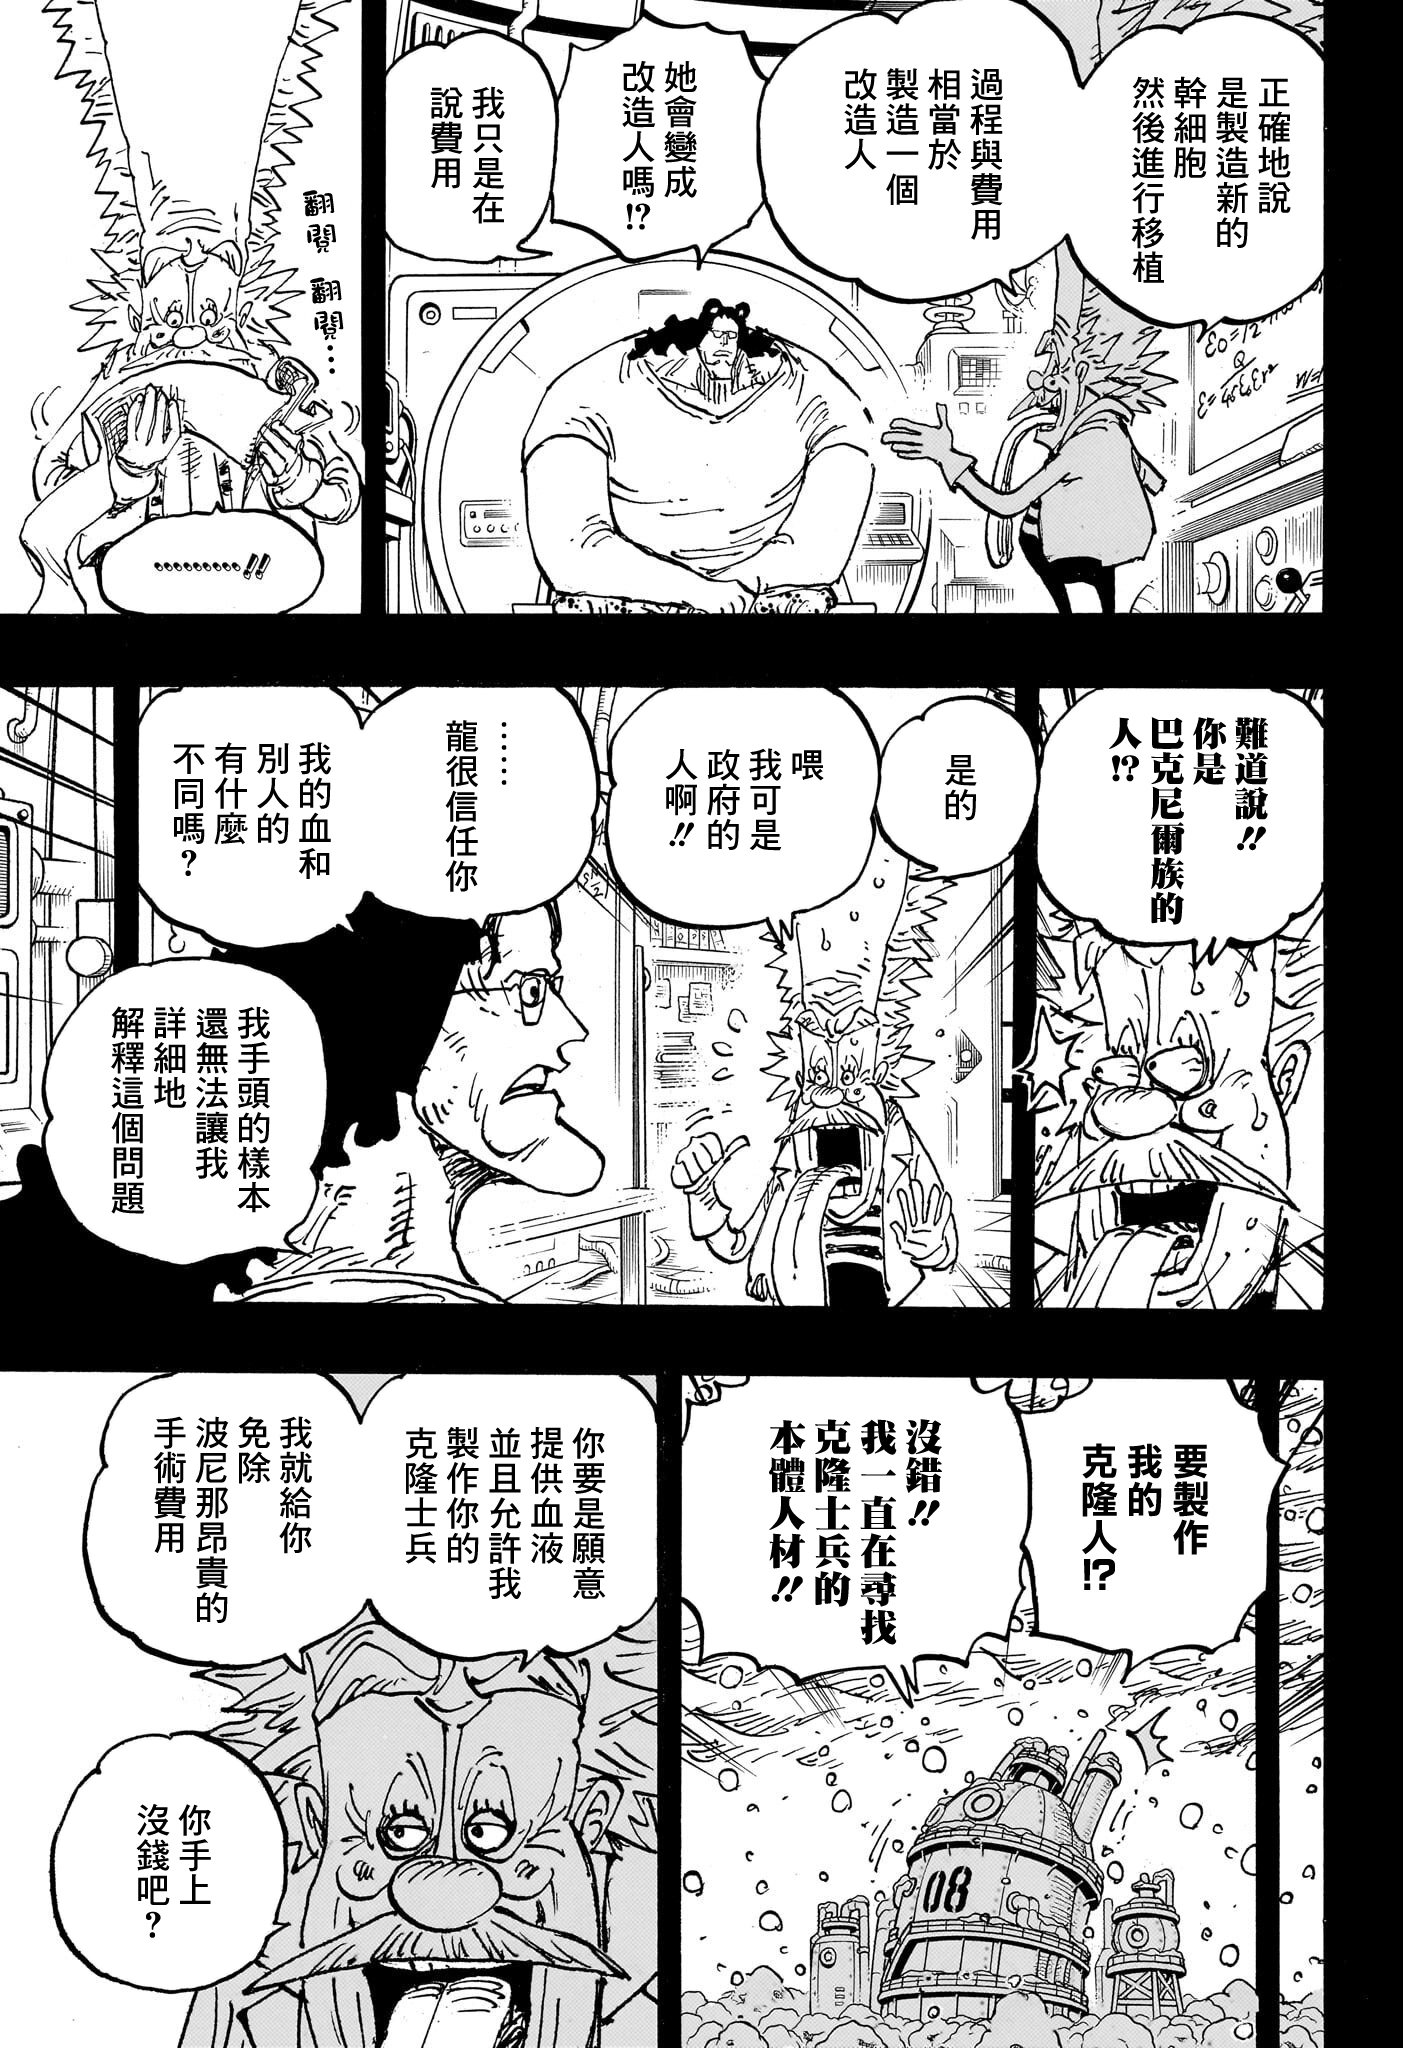 正確地說
是製造新的
幹細胞
然後進行移植
過程與費用
相當於
製造一個
改造人
她會變成
改造人嗎!?
我只是在
說費用
翻閱
翻閱…
………!!
難道說!!
你是
巴克尼爾族的
人!?
是的
喂
我可是
政府的
人啊!!
……
龍很信任你
我的血和
別人的
有什麼
不同嗎?
我手頭的樣本
還無法讓我
詳細地
解釋這個問題
要製作
我的
克隆人!?
沒錯!!
我一直在尋找
克隆士兵的
本體人材!!
08
你要是願意
提供血液
並且允許我
製作你的
克隆士兵
我就給你
免除
波尼那昂貴的
手術費用
你手上
沒錢吧?